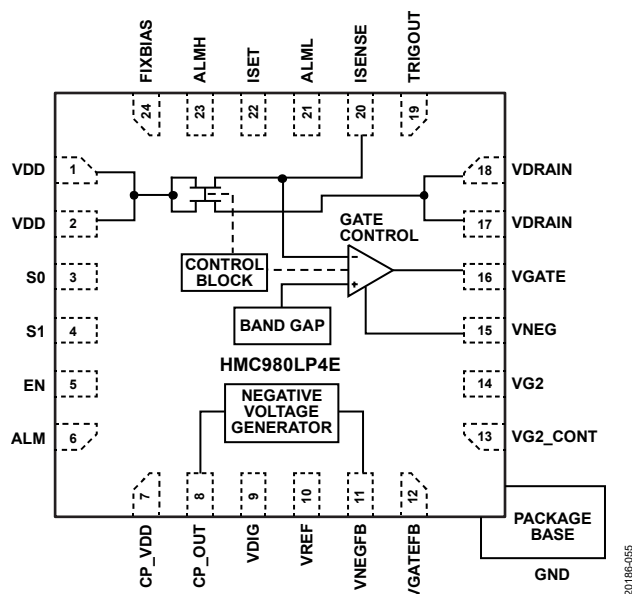 FIXBIAS
ALMH
ISET
ALML
ISENSE
TRIGOUT
24
23
22
21
20
19
VDD
1
18
VDRAIN
VDD
2
17
VDRAIN
GATE
CONTROL
S0
3
CONTROL
BLOCK
–
+
16
VGATE
BAND GAP
S1
4
15
VNEG
HMC980LP4E
EN
5
14
VG2
NEGATIVE
VOLTAGE
GENERATOR
ALM
6
13
VG2_CONT
7
8
9
10
11
12
CP_VDD
CP_OUT
VDIG
VREF
VNEGFB
VGATEFB
PACKAGE
BASE
GND
20186-055